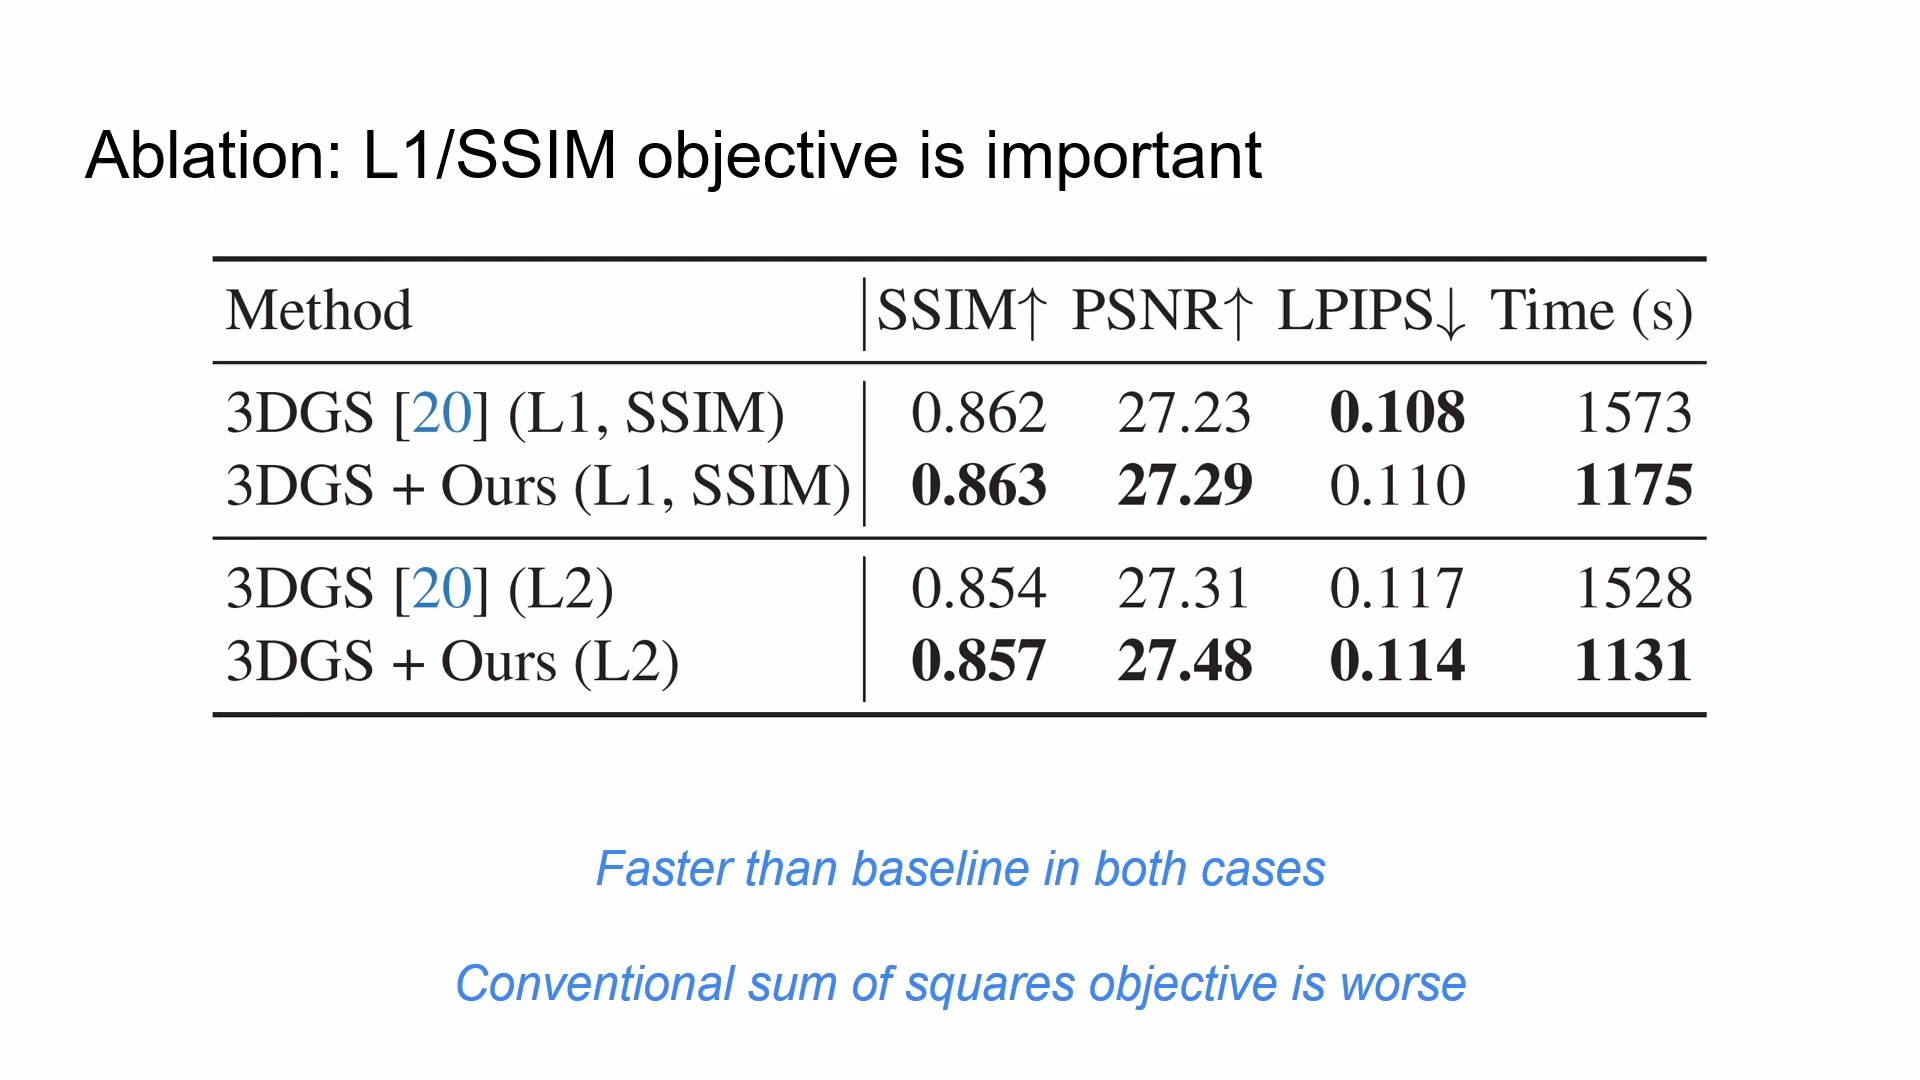 Ablation: L1/SSIM objective is important
Method SSIM↑ PSNR↑ LPIPS↓ Time (s)
3DGS [20] (L1, SSIM) 0.862 27.23 0.108 1573
3DGS + Ours (L1, SSIM) 0.863 27.29 0.110 1175
3DGS [20] (L2) 0.854 27.31 0.117 1528
3DGS + Ours (L2) 0.857 27.48 0.114 1131
Faster than baseline in both cases
Conventional sum of squares objective is worse